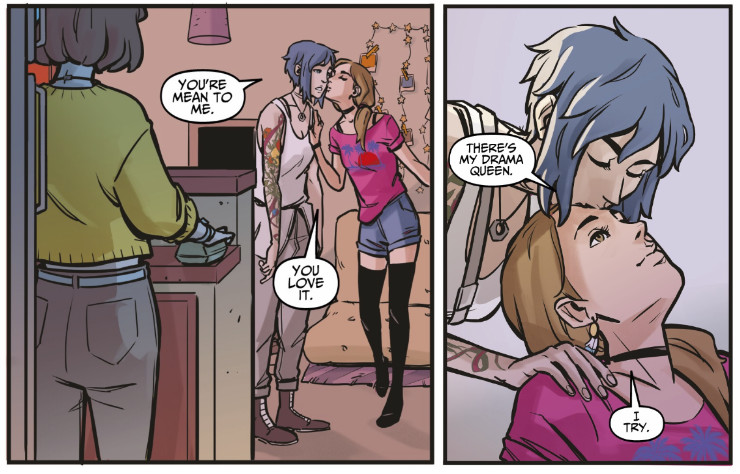 YOU'RE
MEAN TO
ME.
YOU
LOVE
IT.
THERE'S
MY DRAMA
QUEEN.
I
TRY.